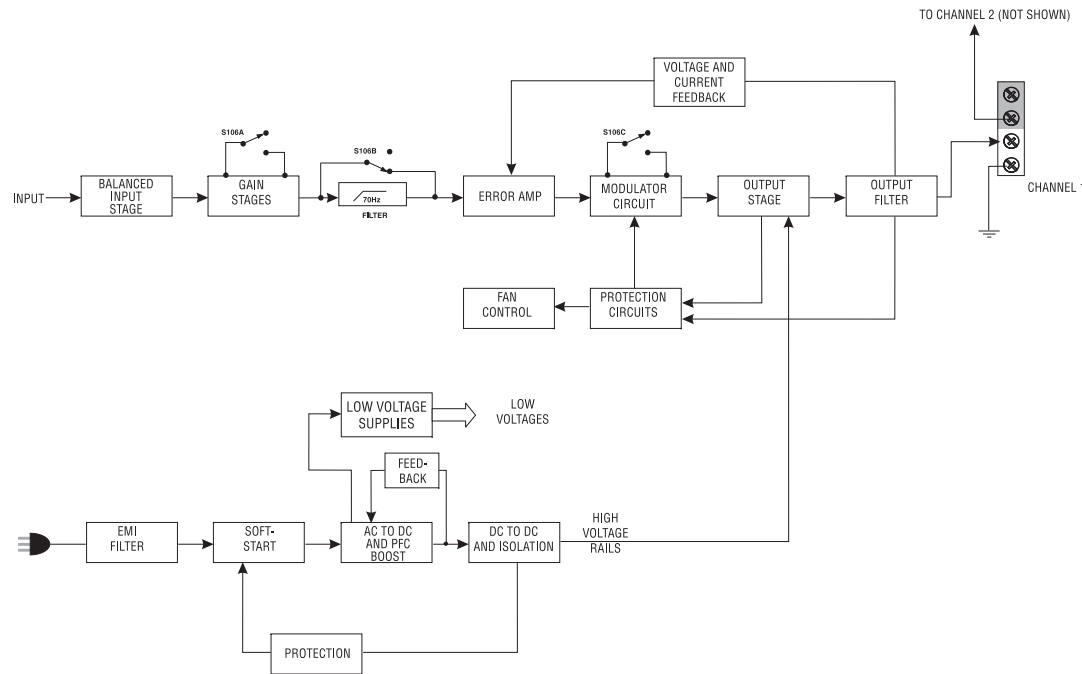 TO CHANNEL 2 (NOT SHOWN)
VOLTAGE AND
CURRENT
FEEDBACK
S106A
S106B
S106C
INPUT
BALANCED
INPUT
STAGE
GAIN
STAGES
70Hz
FILTER
ERROR AMP
MODULATOR
CIRCUIT
OUTPUT
STAGE
OUTPUT
FILTER
CHANNEL 1
FAN
CONTROL
PROTECTION
CIRCUITS
LOW VOLTAGE
SUPPLIES
LOW
VOLTAGES
FEED-
BACK
EMI
FILTER
SOFT-
START
AC TO DC
AND PFC
BOOST
DC TO DC
AND ISOLATION
HIGH
VOLTAGE
RAILS
PROTECTION